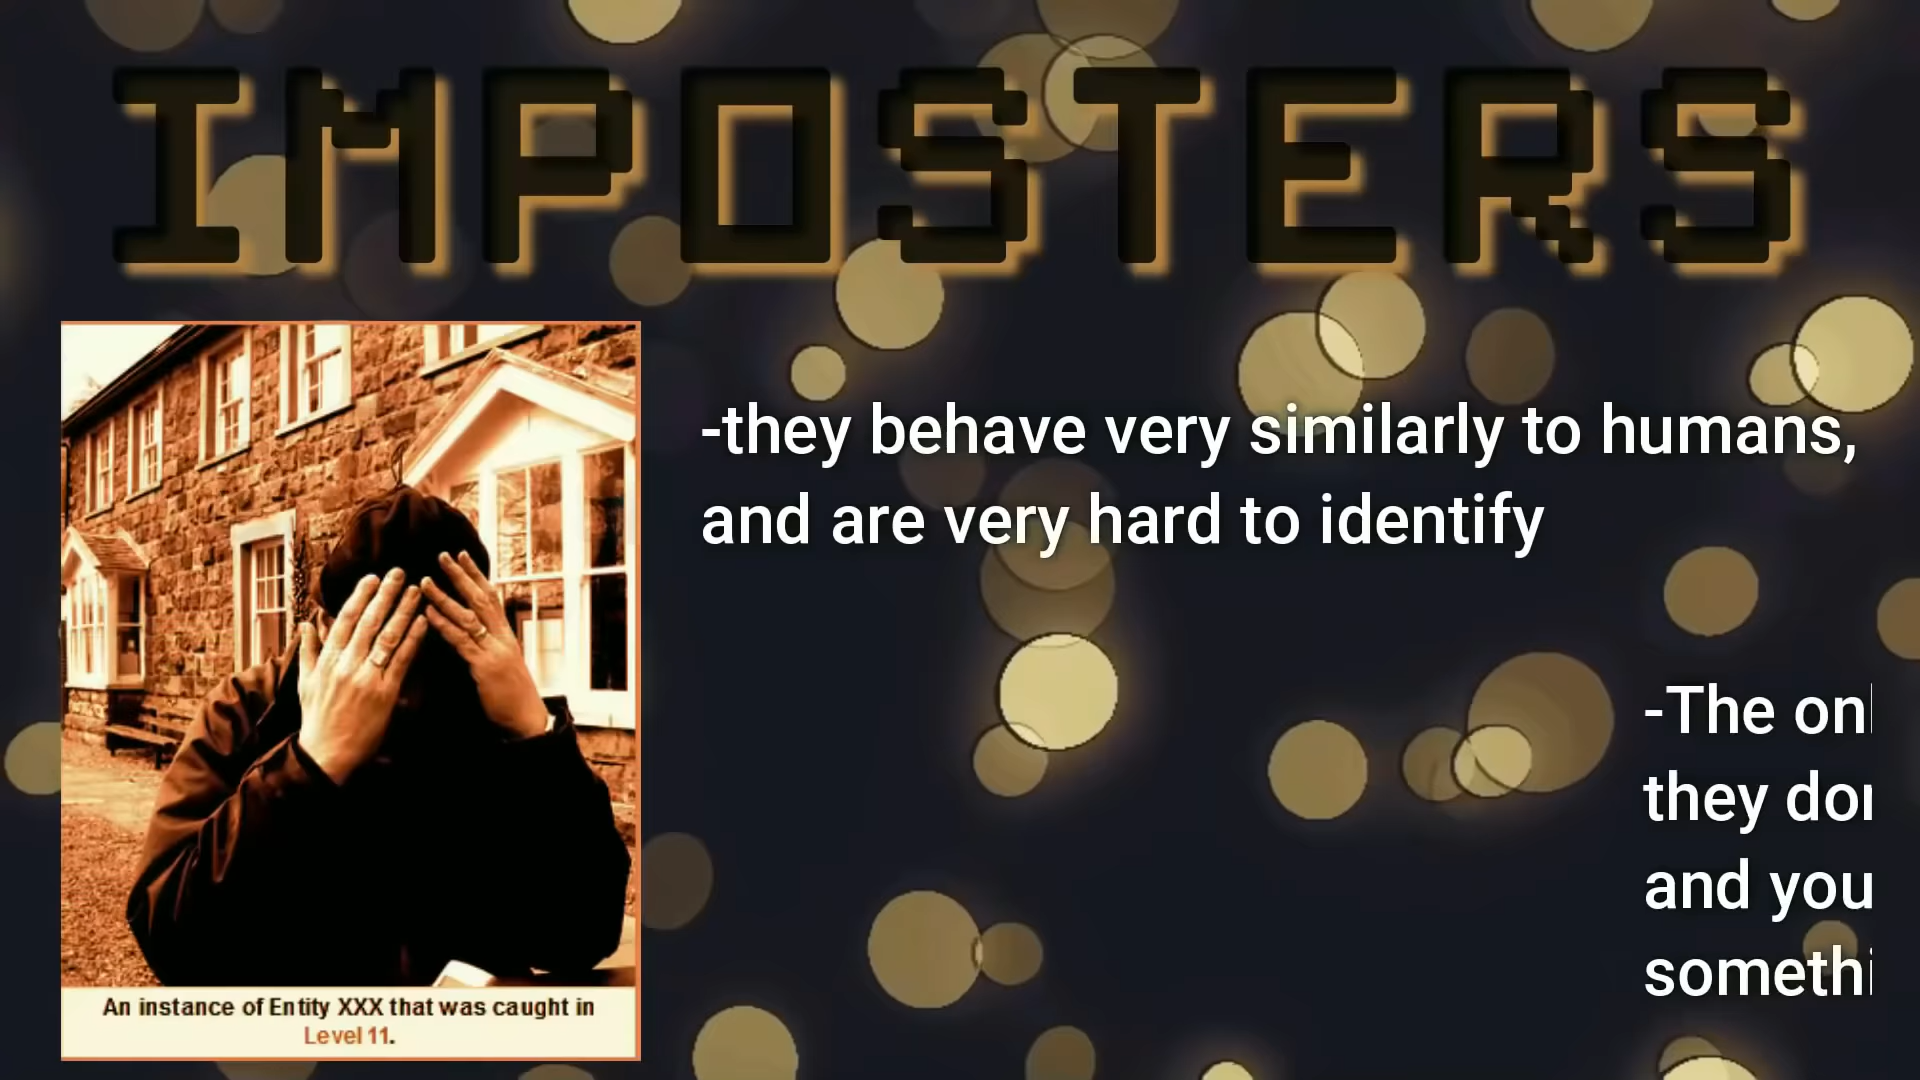 IMPOSTERS
-they behave very similarly to humans,
and are very hard to identify
-The
they
and you
An instance of Entity XXX that was caught in
Level 11.